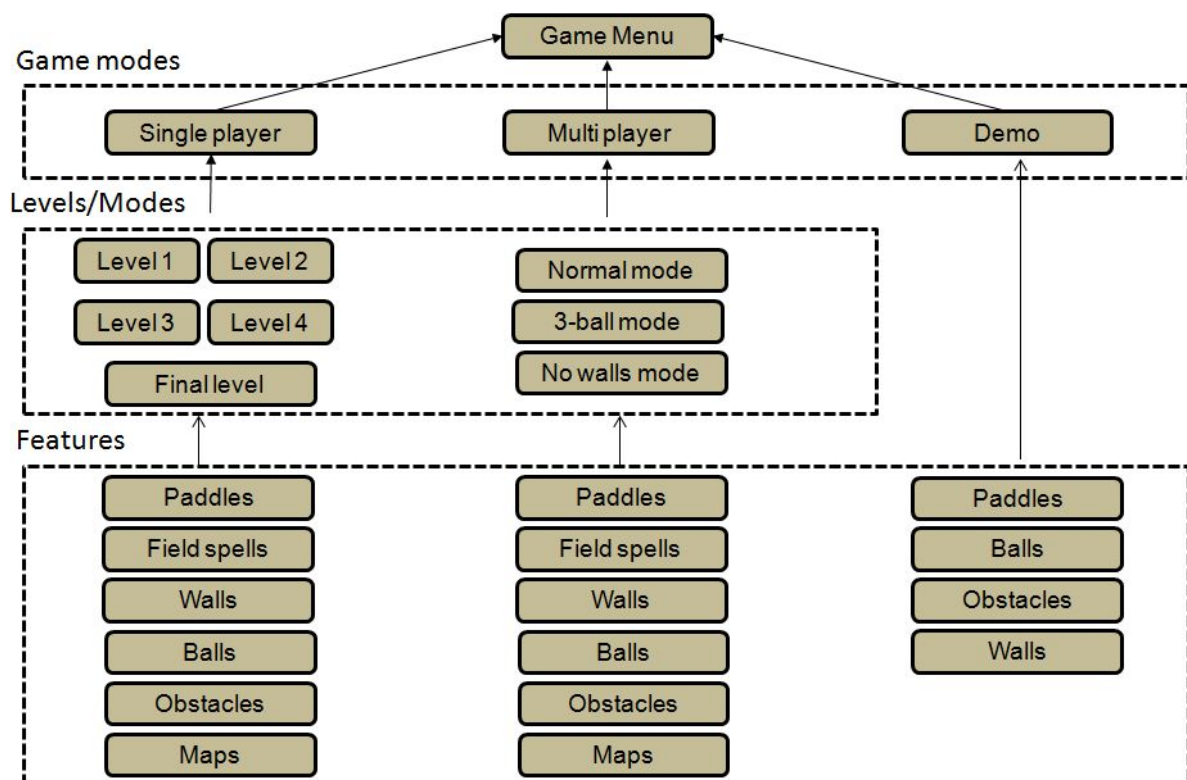 Game Menu
Game modes
Single player
Multi player
Demo
Levels/Modes
Level 1
Level 2
Level 3
Level 4
Final level
Normal mode
3-ball mode
No walls mode
Features
Paddles
Field spells
Walls
Balls
Obstacles
Maps
Paddles
Field spells
Walls
Balls
Obstacles
Maps
Paddles
Balls
Obstacles
Walls